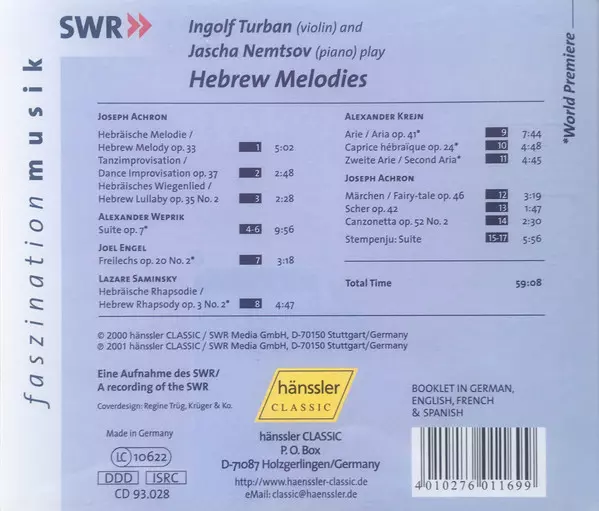 SWR
faszination musik
Ingolf Turban (violin) and
Jascha Nemtsov (piano) play
Hebrew Melodies
*World Premiere
JOSEPH ACHRON
Hebräische Melodie /
Hebrew Melody op. 33 1 5:02
Tanzimprovisation /
Dance Improvisation op. 37 2 2:48
Hebräisches Wiegenlied /
Hebrew Lullaby op. 35 No. 2 3 2:28
ALEXANDER WEPRIK
Suite op. 7* 4-6 9:56
JOEL ENGEL
Freilechs op. 20 No. 2* 7 3:18
LAZARE SAMINSKY
Hebräische Rhapsodie /
Hebrew Rhapsody op. 3 No. 2* 8 4:47
ALEXANDER KREJN
Arie / Aria op. 41* 9 7:44
Caprice hébraïque op. 24* 10 4:48
Zweite Arie / Second Aria* 11 4:45
JOSEPH ACHRON
Märchen / Fairy-tale op. 46 12 3:19
Scher op. 42 13 1:47
Canzonetta op. 52 No. 2 14 2:30
Stempenju: Suite 15-17 5:56
Total Time 59:08
© 2000 hänssler CLASSIC / SWR Media GmbH, D-70150 Stuttgart/Germany
℗ 2001 hänssler CLASSIC / SWR Media GmbH, D-70150 Stuttgart/Germany
Eine Aufnahme des SWR/
A recording of the SWR
Coverdesign: Regine Trüg, Krüger & Ko.
Made in Germany
LC 10622
DDD ISRC
CD 93.028
hänssler
CLASSIC
hänssler CLASSIC
P. O. Box
D-71087 Holzgerlingen/Germany
http://www.haenssler-classic.de
eMail: classic@haenssler.de
BOOKLET IN GERMAN,
ENGLISH, FRENCH
& SPANISH
4 010276 011699